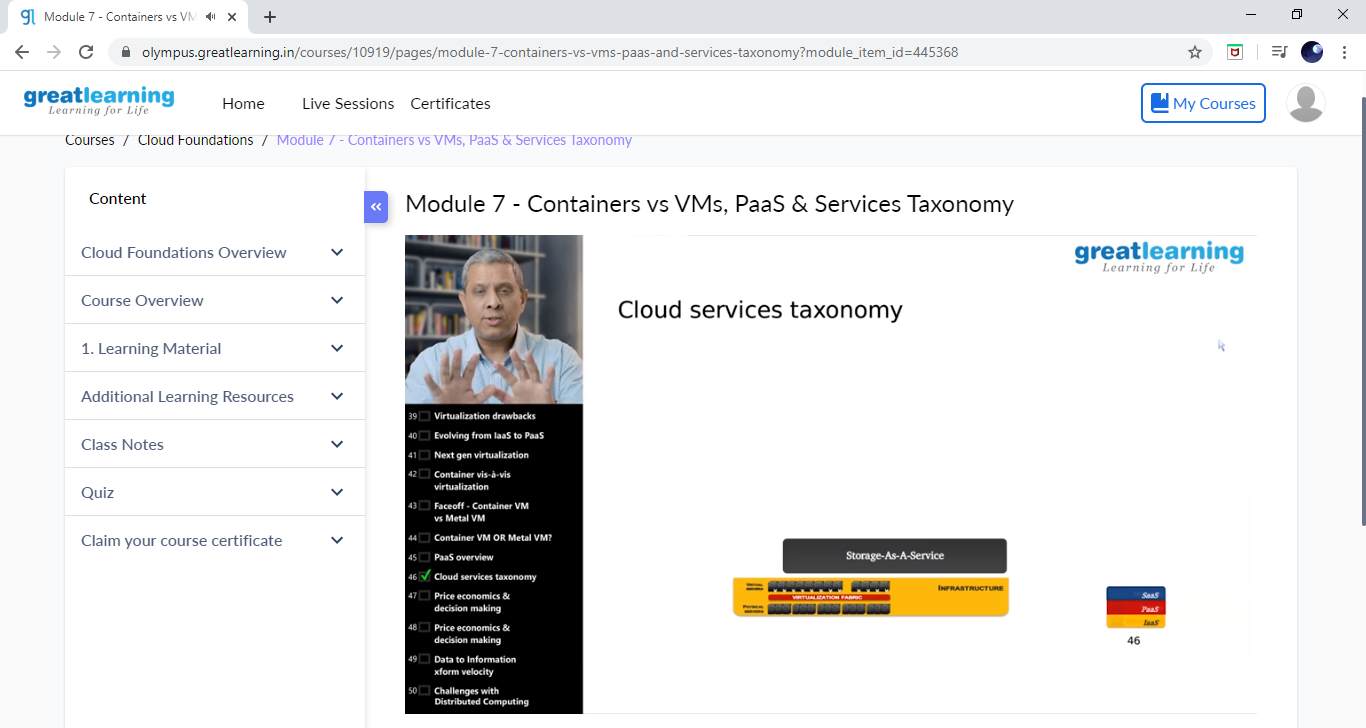 Module 7 - Containers vs VM
olympus.greatlearning.in/courses/10919/pages/module-7-containers-vs-vms-paas-and-services-taxonomy?module_item_id=445368
greatlearning
Learning for Life
Home
Live Sessions
Certificates
My Courses
Courses / Cloud Foundations / Module 7 - Containers vs VMs, PaaS & Services Taxonomy
Content
Cloud Foundations Overview
Course Overview
1. Learning Material
Additional Learning Resources
Class Notes
Quiz
Claim your course certificate
«
Module 7 - Containers vs VMs, PaaS & Services Taxonomy
39 Virtualization drawbacks
40 Evolving from IaaS to PaaS
41 Next gen virtualization
42 Container vis-à-vis
virtualization
43 Faceoff - Container VM
vs Metal VM
44 Container VM OR Metal VM?
45 PaaS overview
46 Cloud services taxonomy
47 Price economics &
decision making
48 Price economics &
decision making
49 Data to Information
xform velocity
50 Challenges with
Distributed Computing
greatlearning
Learning for Life
Cloud services taxonomy
Storage-As-A-Service
VIRTUAL
SERVERS
VIRTUALIZATION FABRIC
PHYSICAL
SERVERS
INFRASTRUCTURE
SaaS
PaaS
IaaS
46